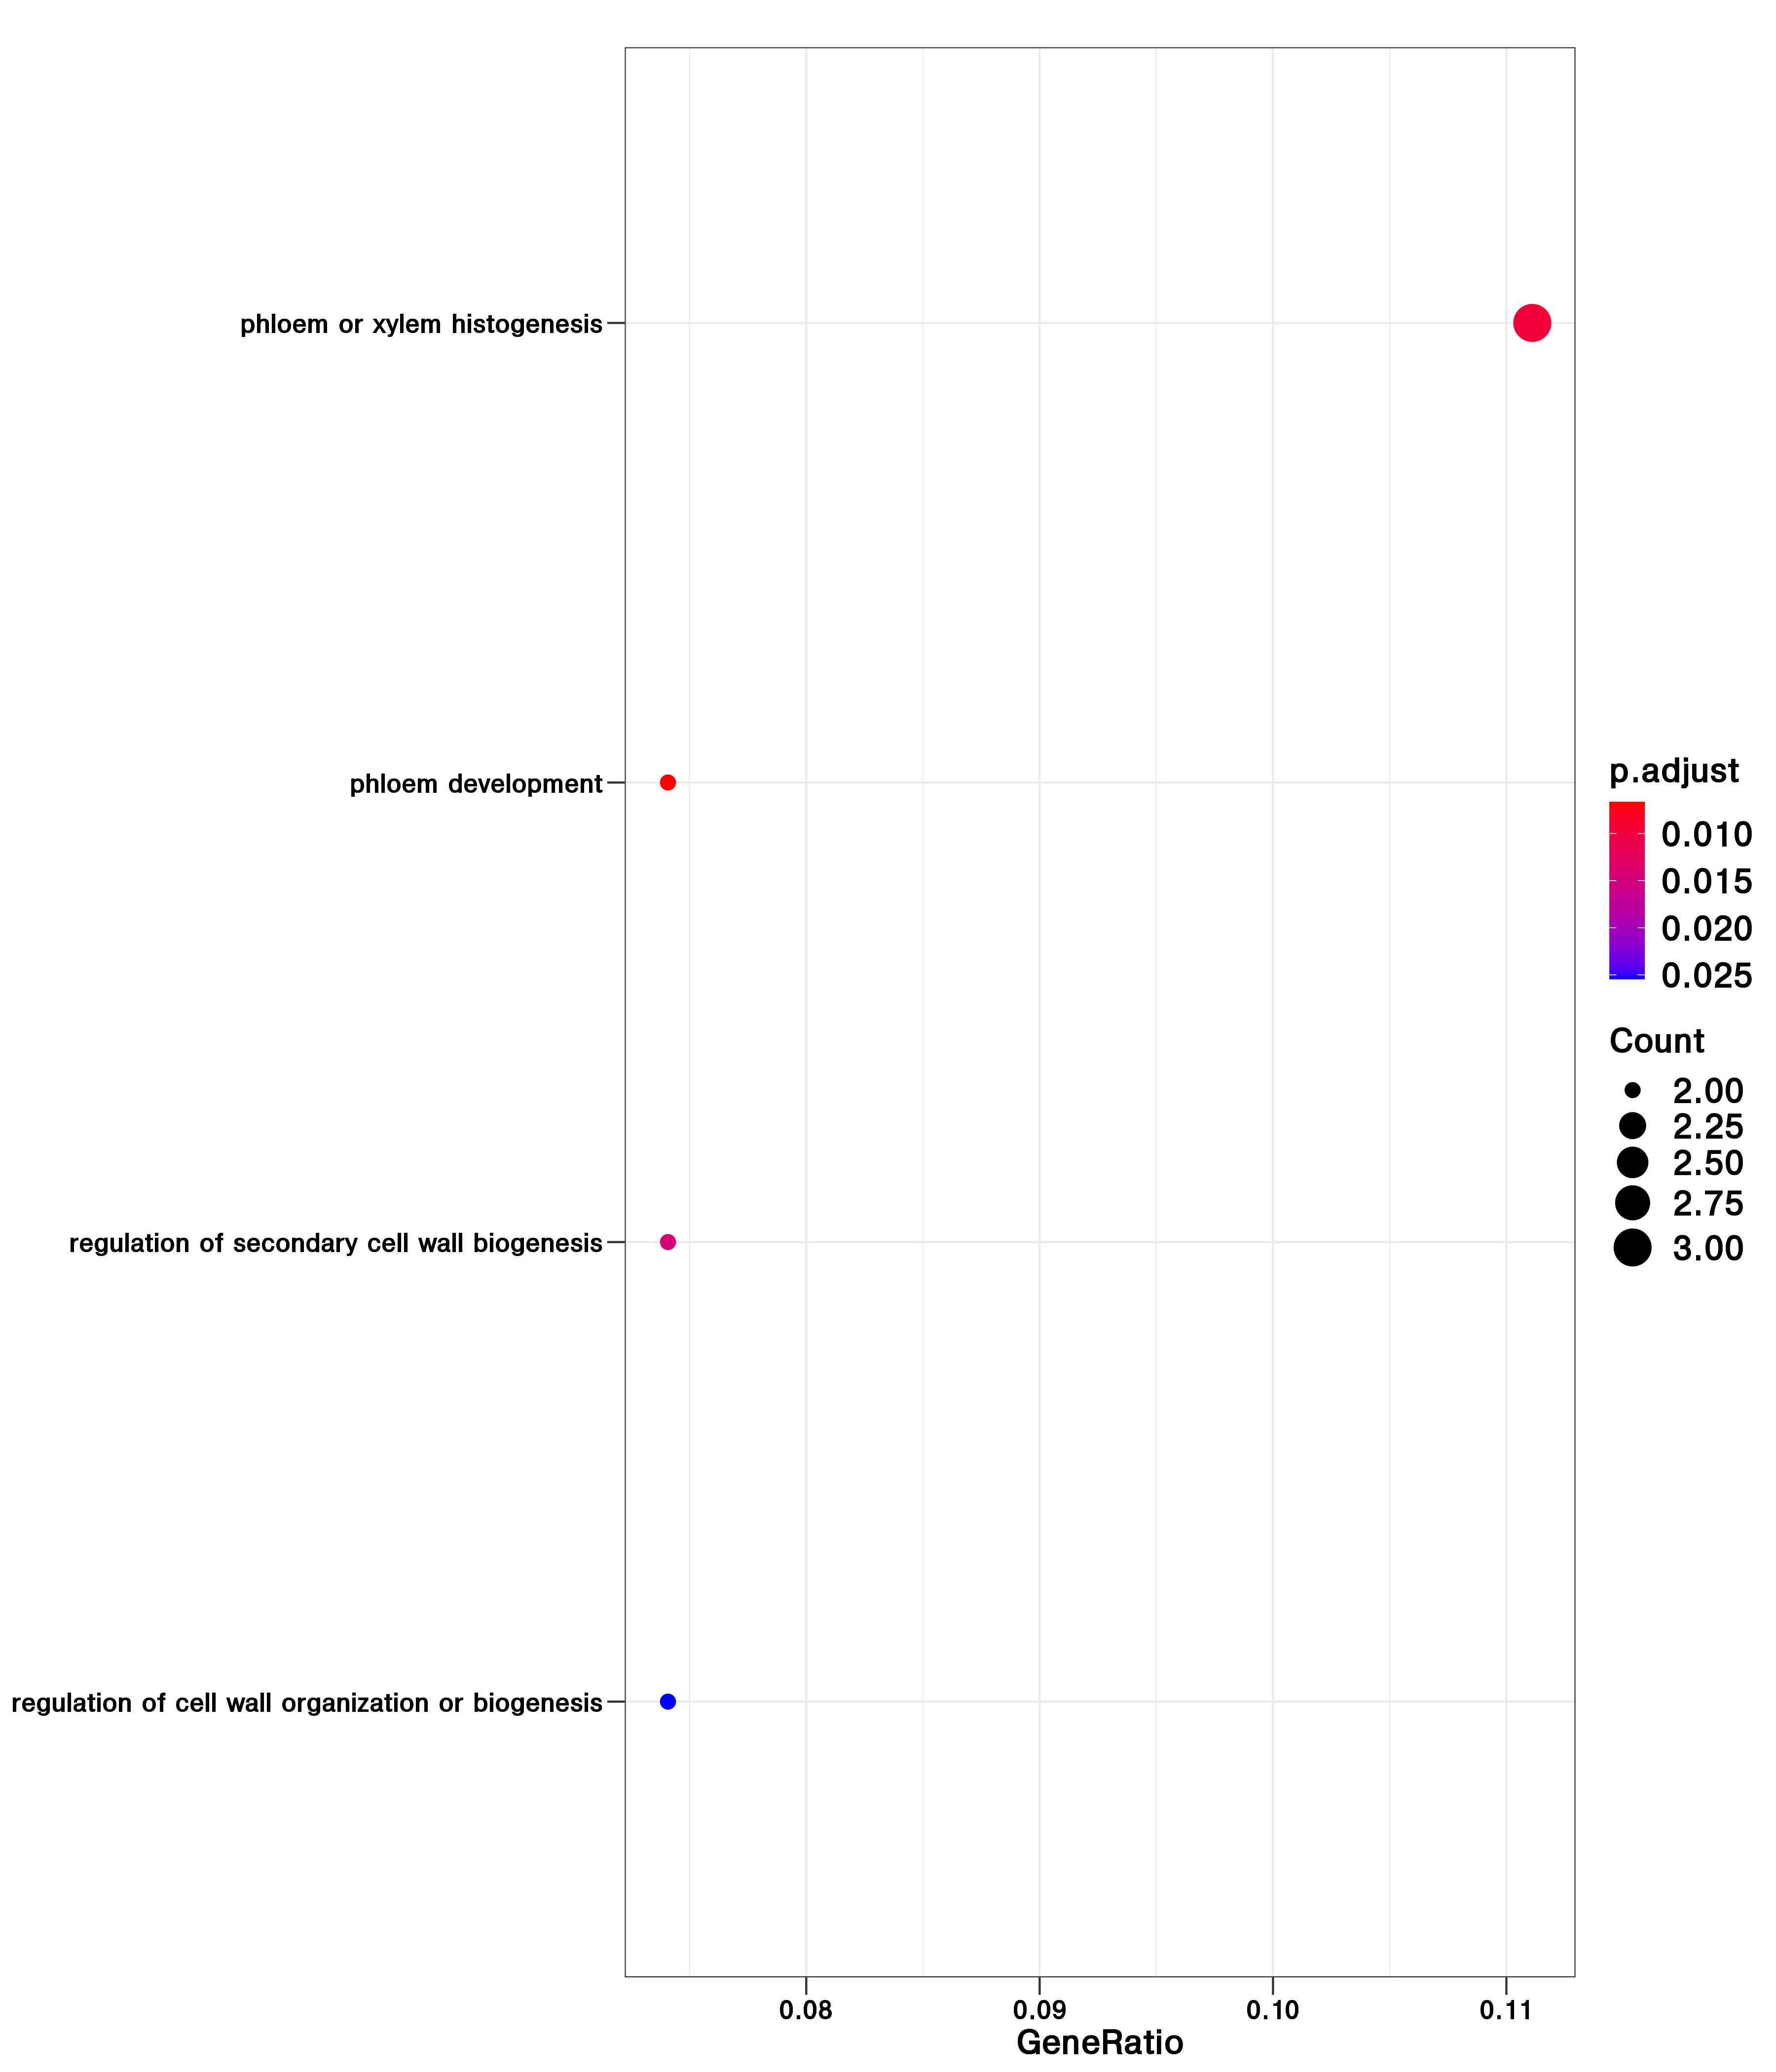 phloem or xylem histogenesis
phloem development
regulation of secondary cell wall biogenesis
regulation of cell wall organization or biogenesis
0.08
0.09
0.10
0.11
GeneRatio
p.adjust
0.010
0.015
0.020
0.025
Count
2.00
2.25
2.50
2.75
3.00